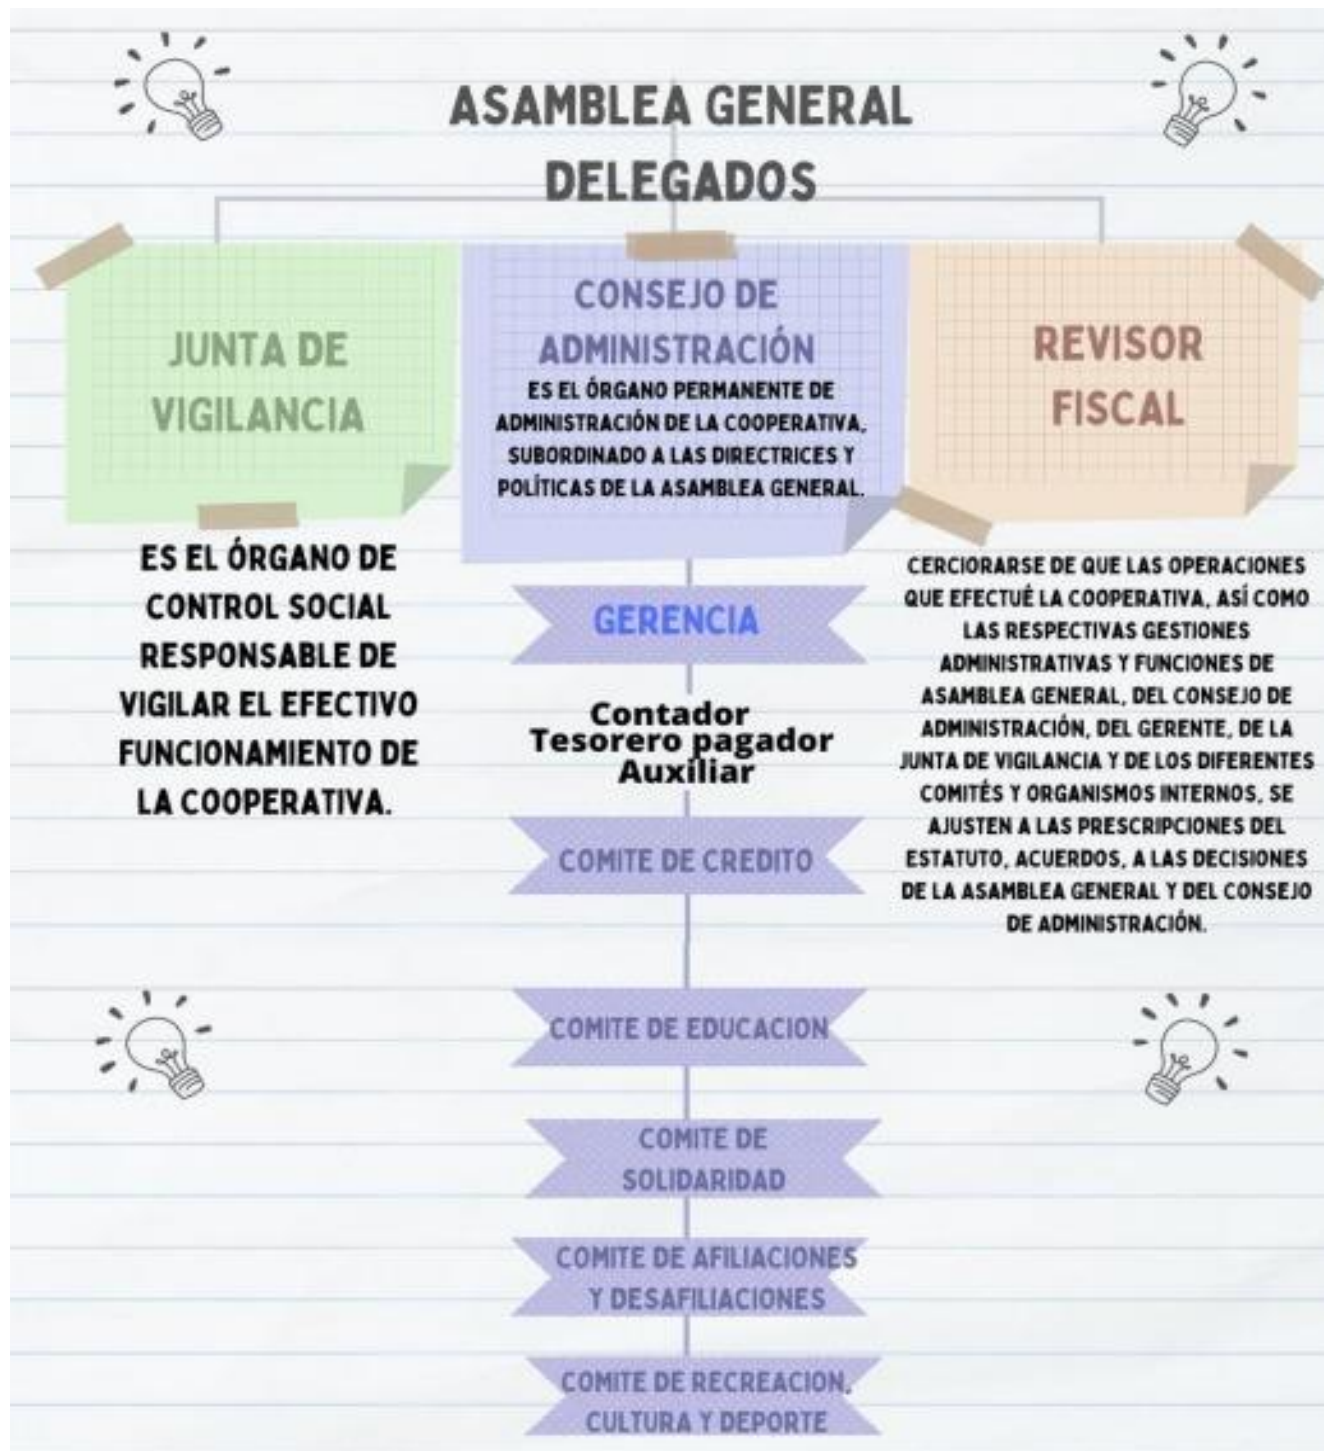 ASAMBLEA GENERAL
DELEGADOS
JUNTA DE
VIGILANCIA
ES EL ÓRGANO DE
CONTROL SOCIAL
RESPONSABLE DE
VIGILAR EL EFECTIVO
FUNCIONAMIENTO DE
LA COOPERATIVA.
CONSEJO DE
ADMINISTRACIÓN
ES EL ÓRGANO PERMANENTE DE
ADMINISTRACIÓN DE LA COOPERATIVA,
SUBORDINADO A LAS DIRECTRICES Y
POLÍTICAS DE LA ASAMBLEA GENERAL.
GERENCIA
Contador
Tesorero pagador
Auxiliar
COMITE DE CREDITO
COMITE DE EDUCACION
COMITE DE
SOLIDARIDAD
COMITE DE AFILIACIONES
Y DESAFILIACIONES
COMITE DE RECREACION,
CULTURA Y DEPORTE
REVISOR
FISCAL
CERCIORARSE DE QUE LAS OPERACIONES
QUE EFECTUÉ LA COOPERATIVA, ASÍ COMO
LAS RESPECTIVAS GESTIONES
ADMINISTRATIVAS Y FUNCIONES DE
ASAMBLEA GENERAL, DEL CONSEJO DE
ADMINISTRACIÓN, DEL GERENTE, DE LA
JUNTA DE VIGILANCIA Y DE LOS DIFERENTES
COMITÉS Y ORGANISMOS INTERNOS, SE
AJUSTEN A LAS PRESCRIPCIONES DEL
ESTATUTO, ACUERDOS, A LAS DECISIONES
DE LA ASAMBLEA GENERAL Y DEL CONSEJO
DE ADMINISTRACIÓN.